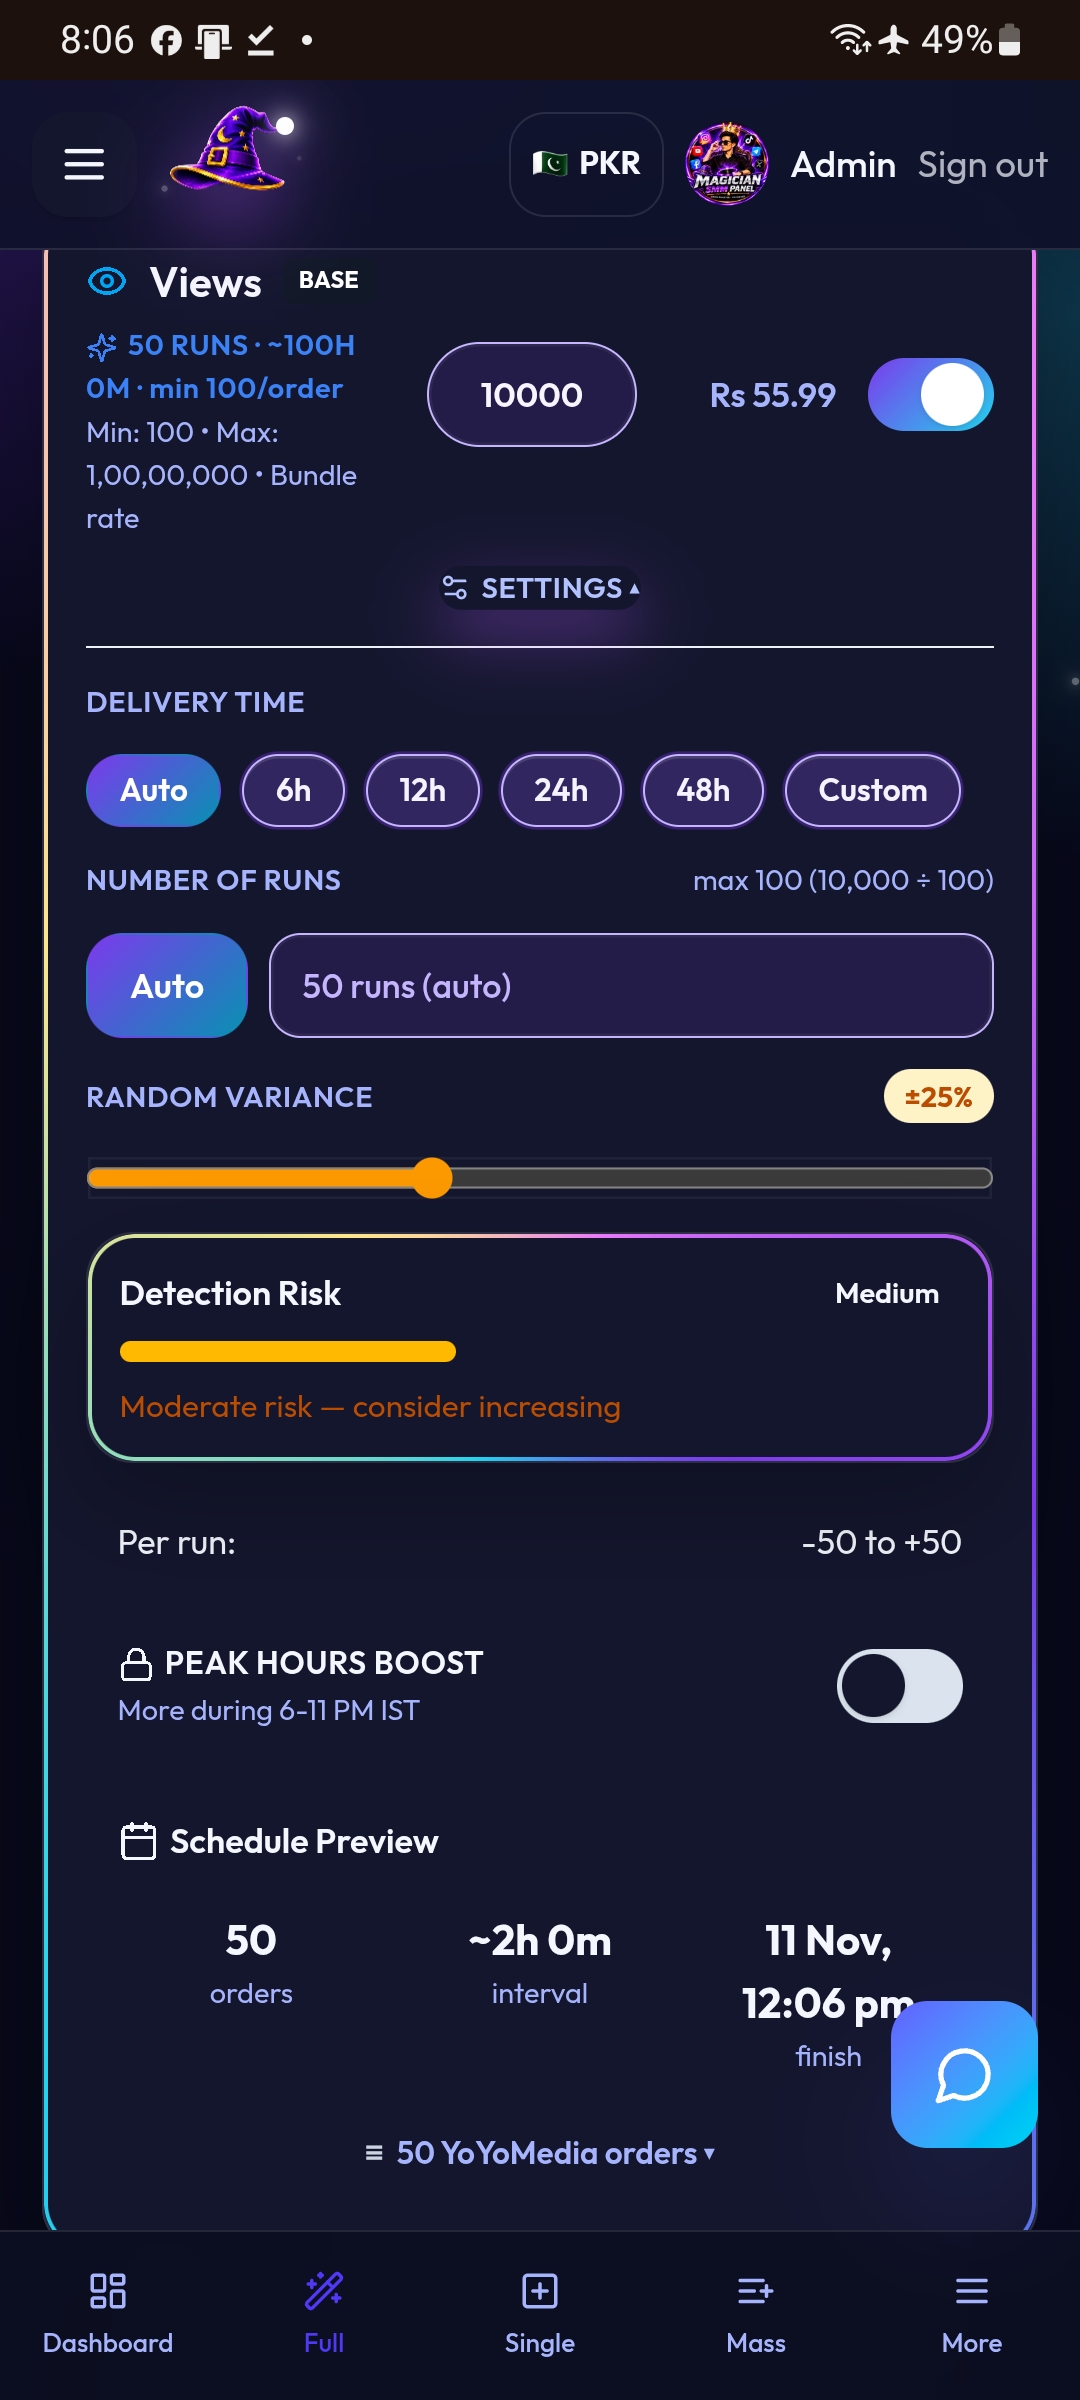 8:06
49%
PKR
MAGICIAN
SMM PANEL
Admin
Sign out
Views BASE
50 RUNS · ~100H
0M · min 100/order
Min: 100 • Max:
1,00,00,000 • Bundle
rate
10000
Rs 55.99
SETTINGS ▴
DELIVERY TIME
Auto 6h 12h 24h 48h Custom
NUMBER OF RUNS max 100 (10,000 ÷ 100)
Auto 50 runs (auto)
RANDOM VARIANCE ±25%
Detection Risk Medium
Moderate risk — consider increasing
Per run: -50 to +50
PEAK HOURS BOOST
More during 6-11 PM IST
Schedule Preview
50
orders
~2h 0m
interval
11 Nov,
12:06 pm
finish
≡ 50 YoYoMedia orders ▾
Dashboard Full Single Mass More